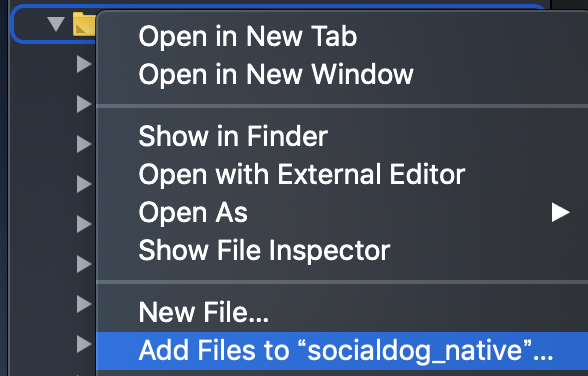 Open in New Tab
Open in New Window
Show in Finder
Open with External Editor
Open As
Show File Inspector
New File...
Add Files to “socialdog_native”...